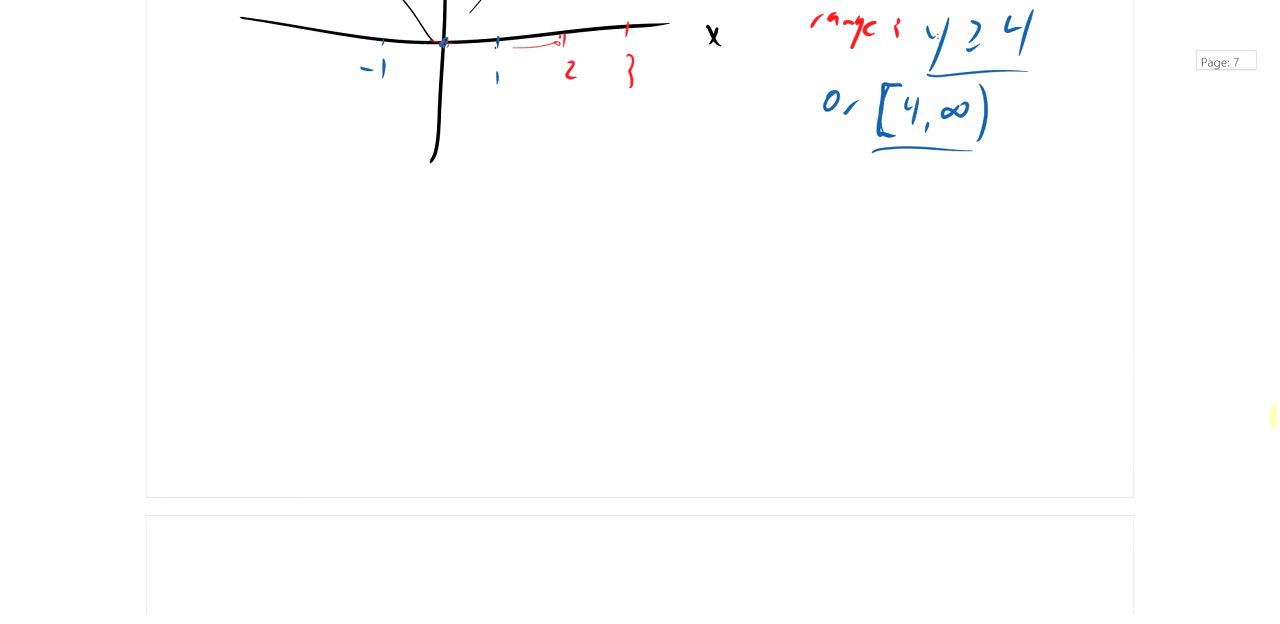 range : y ≥ 4
Page: 7
x
-1 1 2 3
or [4, ∞)